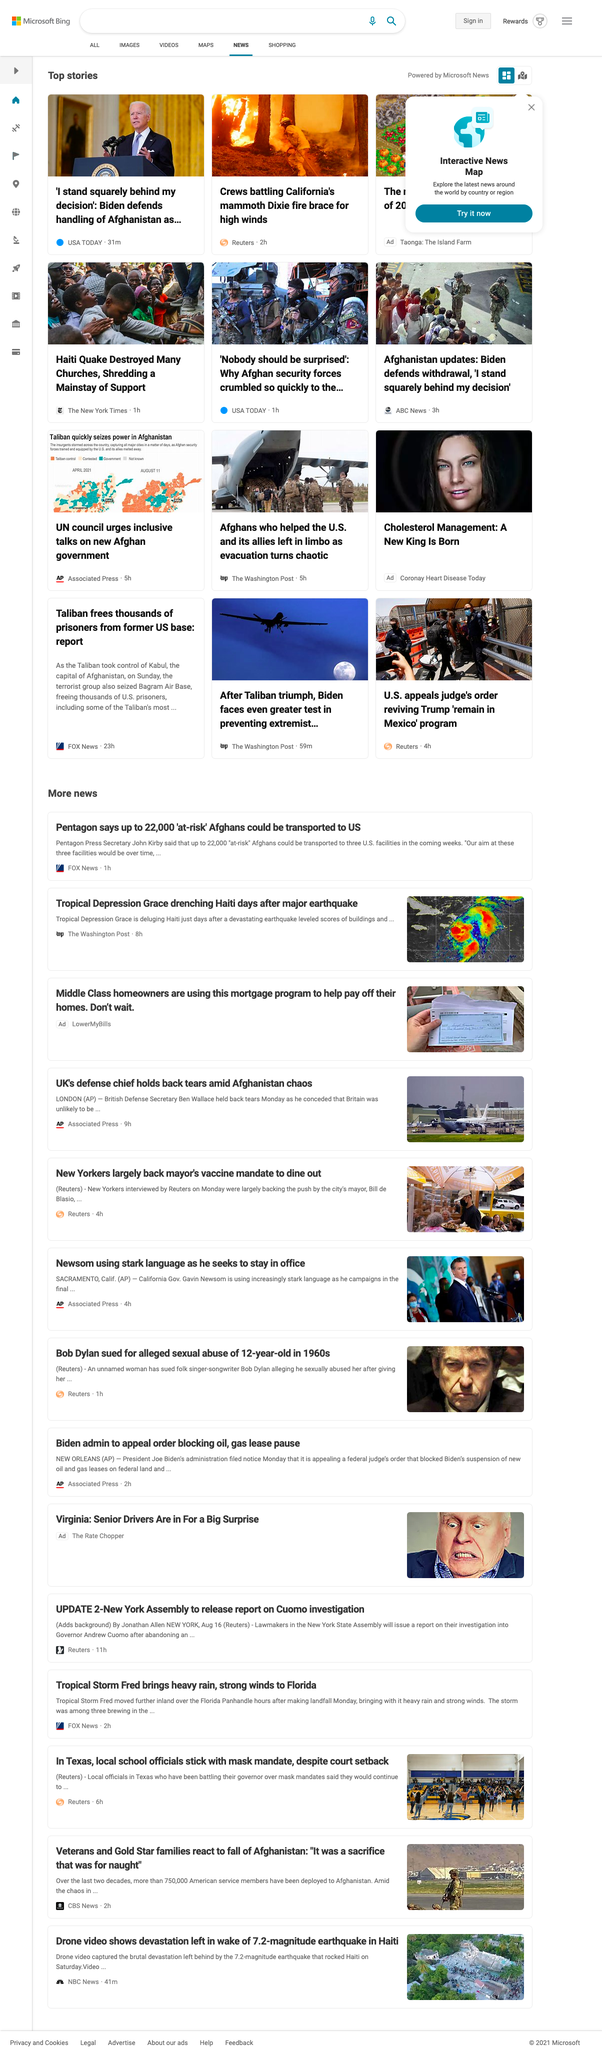 Microsoft Bing
Sign in
Rewards
ALL
IMAGES
VIDEOS
MAPS
NEWS
SHOPPING
Top stories
Powered by Microsoft News
'I stand squarely behind my
decision': Biden defends
handling of Afghanistan as...
USA TODAY · 31m
Crews battling California's
mammoth Dixie fire brace for
high winds
Reuters · 2h
The
of 20
Ad Taonga: The Island Farm
Interactive News
Map
Explore the latest news around
the world by country or region
Try it now
Haiti Quake Destroyed Many
Churches, Shredding a
Mainstay of Support
The New York Times · 1h
'Nobody should be surprised':
Why Afghan security forces
crumbled so quickly to the...
USA TODAY · 1h
Afghanistan updates: Biden
defends withdrawal, 'I stand
squarely behind my decision'
ABC News · 3h
Taliban quickly seizes power in Afghanistan
APRIL 2021
AUGUST 11
UN council urges inclusive
talks on new Afghan
government
AP Associated Press · 5h
Afghans who helped the U.S.
and its allies left in limbo as
evacuation turns chaotic
wp The Washington Post · 5h
Cholesterol Management: A
New King Is Born
Ad Coronay Heart Disease Today
Taliban frees thousands of
prisoners from former US base:
report
As the Taliban took control of Kabul, the
capital of Afghanistan, on Sunday, the
terrorist group also seized Bagram Air Base,
freeing thousands of U.S. prisoners,
including some of the Taliban's most ...
FOX News · 23h
After Taliban triumph, Biden
faces even greater test in
preventing extremist...
wp The Washington Post · 59m
U.S. appeals judge's order
reviving Trump 'remain in
Mexico' program
Reuters · 4h
More news
Pentagon says up to 22,000 'at-risk' Afghans could be transported to US
Pentagon Press Secretary John Kirby said that up to 22,000 "at-risk" Afghans could be transported to three U.S. facilities in the coming weeks. "Our aim at these
three facilities would be over time, ...
FOX News · 1h
Tropical Depression Grace drenching Haiti days after major earthquake
Tropical Depression Grace is deluging Haiti just days after a devastating earthquake leveled scores of buildings and ...
wp The Washington Post · 8h
Middle Class homeowners are using this mortgage program to help pay off their
homes. Don't wait.
Ad LowerMyBills
UK's defense chief holds back tears amid Afghanistan chaos
LONDON (AP) — British Defense Secretary Ben Wallace held back tears Monday as he conceded that Britain was
unlikely to be ...
AP Associated Press · 9h
New Yorkers largely back mayor's vaccine mandate to dine out
(Reuters) - New Yorkers interviewed by Reuters on Monday were largely backing the push by the city's mayor, Bill de
Blasio, ...
Reuters · 4h
Newsom using stark language as he seeks to stay in office
SACRAMENTO, Calif. (AP) — California Gov. Gavin Newsom is using increasingly stark language as he campaigns in the
final ...
AP Associated Press · 4h
Bob Dylan sued for alleged sexual abuse of 12-year-old in 1960s
(Reuters) - An unnamed woman has sued folk singer-songwriter Bob Dylan alleging he sexually abused her after giving
her ...
Reuters · 1h
Biden admin to appeal order blocking oil, gas lease pause
NEW ORLEANS (AP) — President Joe Biden's administration filed notice Monday that it is appealing a federal judge's order that blocked Biden's suspension of new
oil and gas leases on federal land and ...
AP Associated Press · 2h
Virginia: Senior Drivers Are in For a Big Surprise
Ad The Rate Chopper
UPDATE 2-New York Assembly to release report on Cuomo investigation
(Adds background) By Jonathan Allen NEW YORK, Aug 16 (Reuters) - Lawmakers in the New York State Assembly will issue a report on their investigation into
Governor Andrew Cuomo after abandoning an ...
Reuters · 11h
Tropical Storm Fred brings heavy rain, strong winds to Florida
Tropical Storm Fred moved further inland over the Florida Panhandle hours after making landfall Monday, bringing with it heavy rain and strong winds. The storm
was among three brewing in the ...
FOX News · 2h
In Texas, local school officials stick with mask mandate, despite court setback
(Reuters) - Local officials in Texas who have been battling their governor over mask mandates said they would continue
to ...
Reuters · 6h
Veterans and Gold Star families react to fall of Afghanistan: "It was a sacrifice
that was for naught"
Over the last two decades, more than 750,000 American service members have been deployed to Afghanistan. Amid
the chaos in ...
CBS News · 2h
Drone video shows devastation left in wake of 7.2-magnitude earthquake in Haiti
Drone video captured the brutal devastation left behind by the 7.2-magnitude earthquake that rocked Haiti on
Saturday.Video ...
NBC News · 41m
Privacy and Cookies
Legal
Advertise
About our ads
Help
Feedback
© 2021 Microsoft